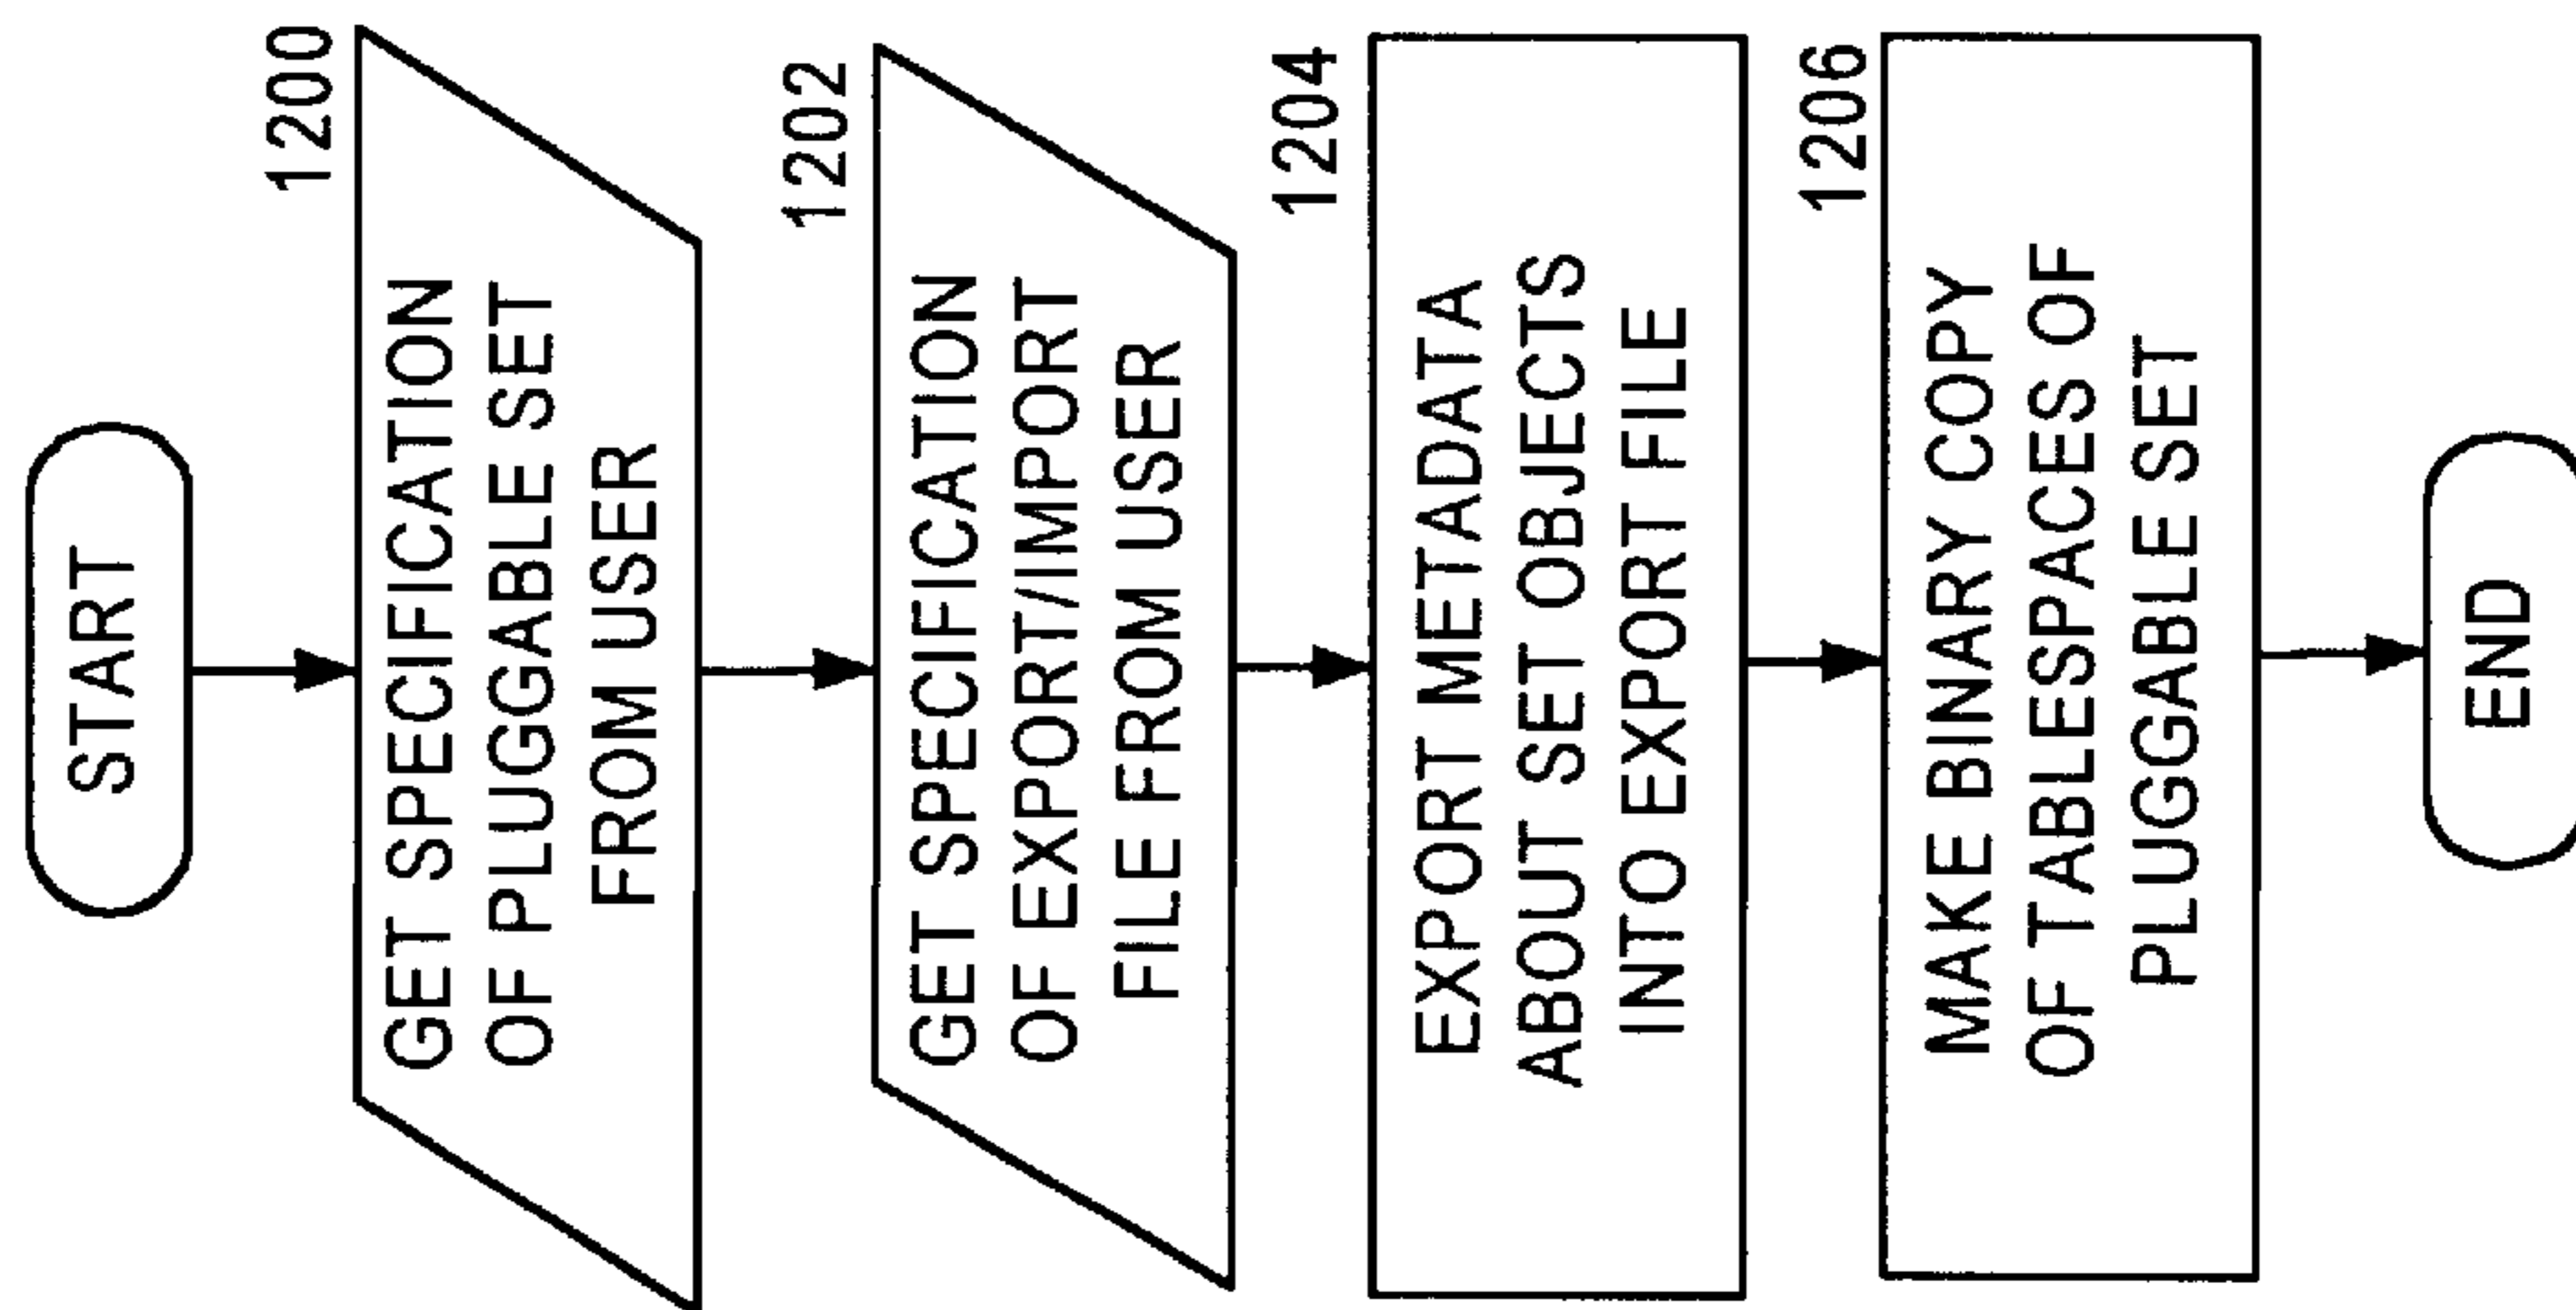 START
1200
GET SPECIFICATION
OF PLUGGABLE SET
FROM USER
1202
GET SPECIFICATION
OF EXPORT/IMPORT
FILE FROM USER
1204
EXPORT METADATA
ABOUT SET OBJECTS
INTO EXPORT FILE
1206
MAKE BINARY COPY
OF TABLESPACES OF
PLUGGABLE SET
END